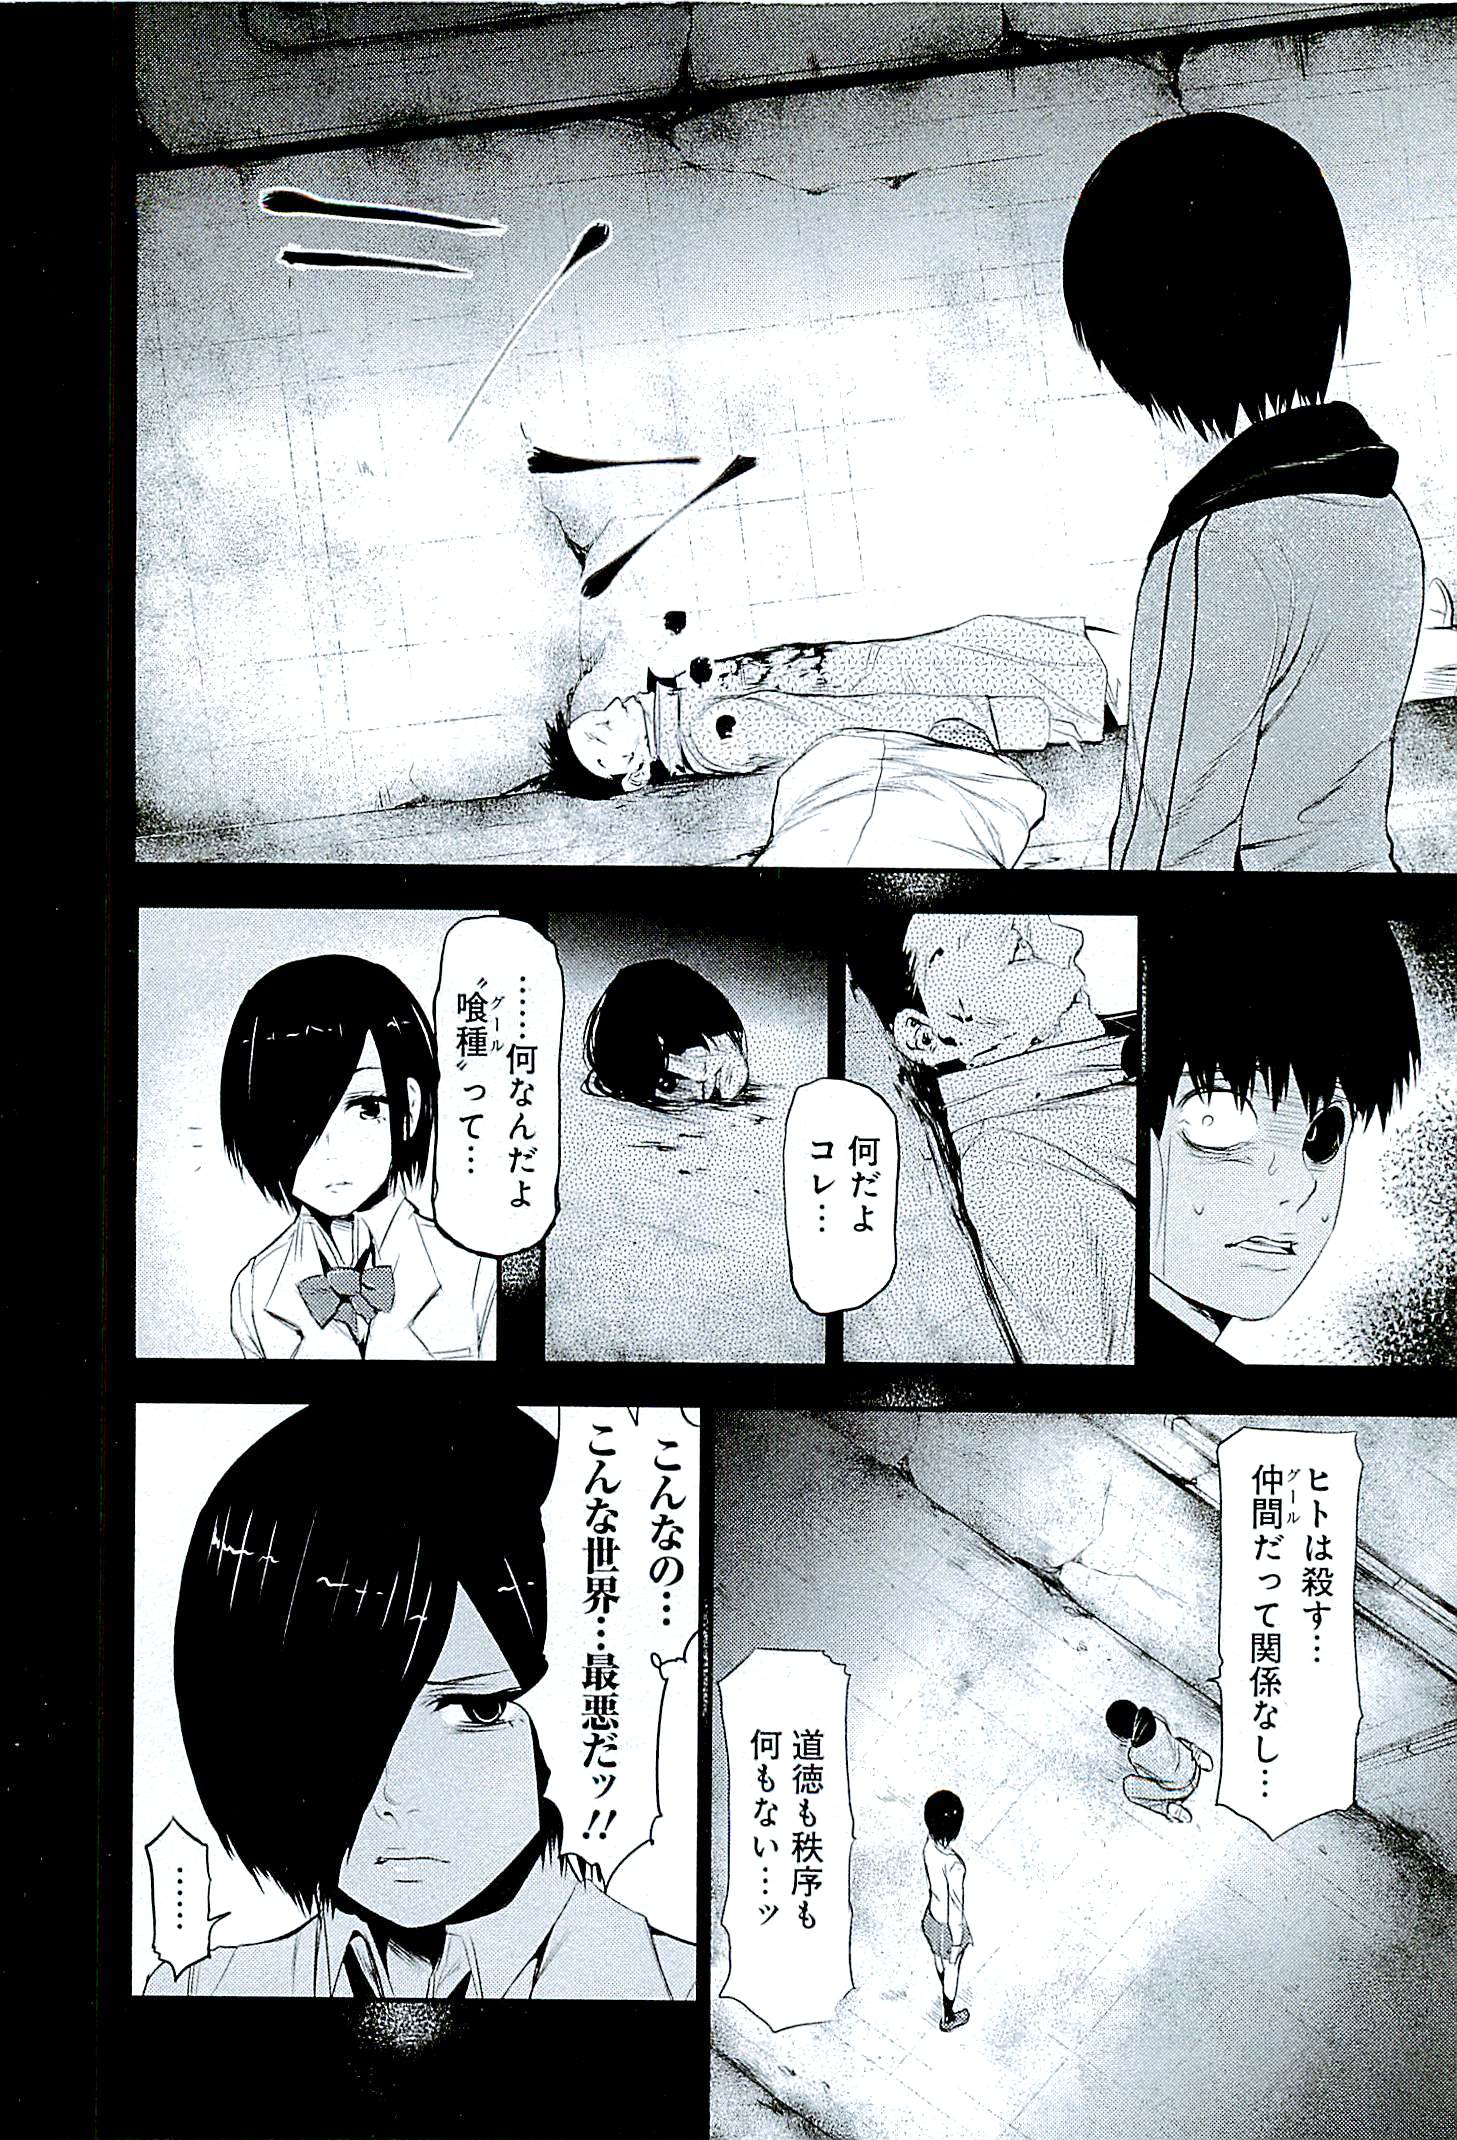 ニャー
何だよ
コレ…
……何なんだよ
〝喰種〟って…
グール
ヒトは殺す…
仲間だって関係なし…
グール
道徳も秩序も
何もない…ッ
こんなの…
こんな世界…最悪だッ!!
……